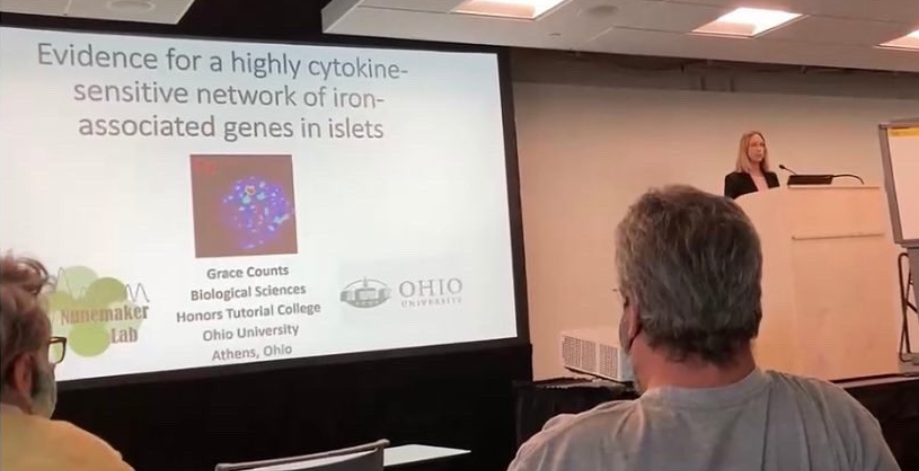 Evidence for a highly cytokine-
sensitive network of iron-
associated genes in islets
Grace Counts
Biological Sciences
Honors Tutorial College
Ohio University
Athens, Ohio
Nunemaker
Lab
OHIO
UNIVERSITY